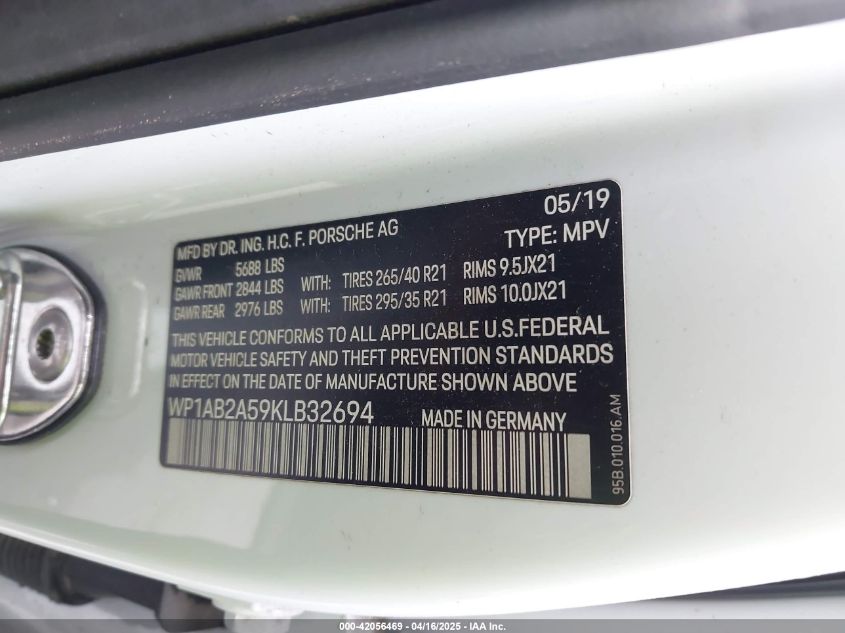 05/19
MFD BY DR. ING. H.C. F. PORSCHE AG TYPE: MPV
GVWR 5688 LBS
GAWR FRONT 2844 LBS WITH: TIRES 265/40 R21 RIMS 9.5JX21
GAWR REAR 2976 LBS WITH: TIRES 295/35 R21 RIMS 10.0JX21
THIS VEHICLE CONFORMS TO ALL APPLICABLE U.S.FEDERAL
MOTOR VEHICLE SAFETY AND THEFT PREVENTION STANDARDS
IN EFFECT ON THE DATE OF MANUFACTURE SHOWN ABOVE
WP1AB2A59KLB32694 MADE IN GERMANY
95B.010.016.AM
000-42056469 - 04/16/2025 - IAA Inc.